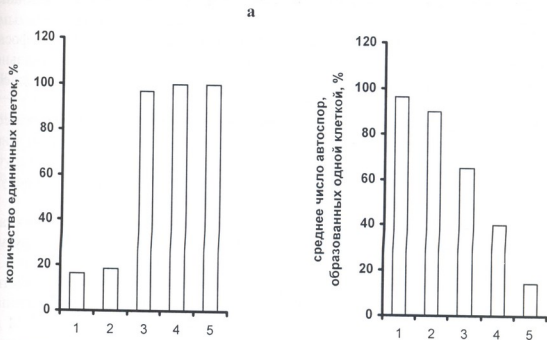 а
120
100
80
60
40
20
0
количество единичных клеток, %
1 2 3 4 5
120
100
80
60
40
20
0
среднее число автоспор,
образованных одной клеткой, %
1 2 3 4 5